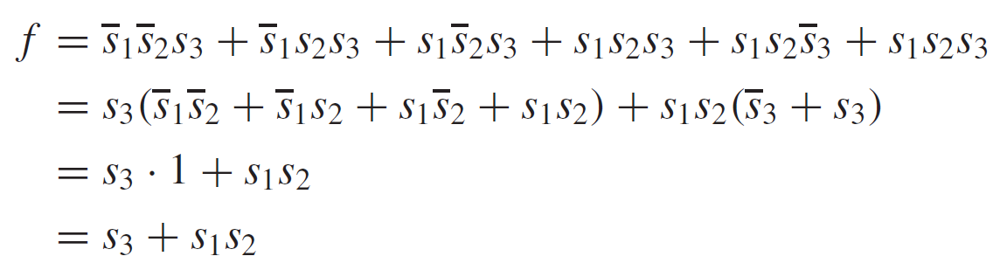 f = s̅₁s̅₂s₃ + s̅₁s₂s₃ + s₁s̅₂s₃ + s₁s₂s₃ + s₁s₂s̅₃ + s₁s₂s₃
= s₃(s̅₁s̅₂ + s̅₁s₂ + s₁s̅₂ + s₁s₂) + s₁s₂(s̅₃ + s₃)
= s₃ · 1 + s₁s₂
= s₃ + s₁s₂